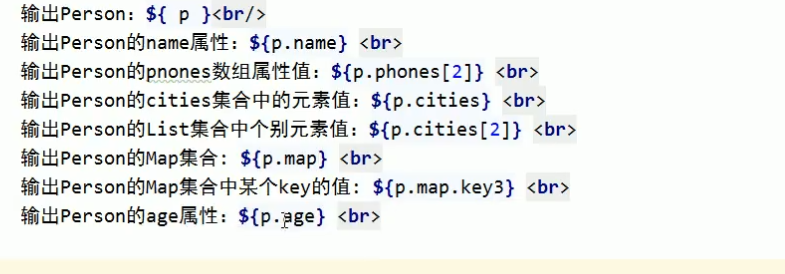 输出Person：${ p }<br/>
输出Person的name属性：${p.name} <br>
输出Person的pnones数组属性值：${p.phones[2]} <br>
输出Person的cities集合中的元素值：${p.cities} <br>
输出Person的List集合中个别元素值：${p.cities[2]} <br>
输出Person的Map集合: ${p.map} <br>
输出Person的Map集合中某个key的值: ${p.map.key3} <br>
输出Person的age属性：${p.age} <br>